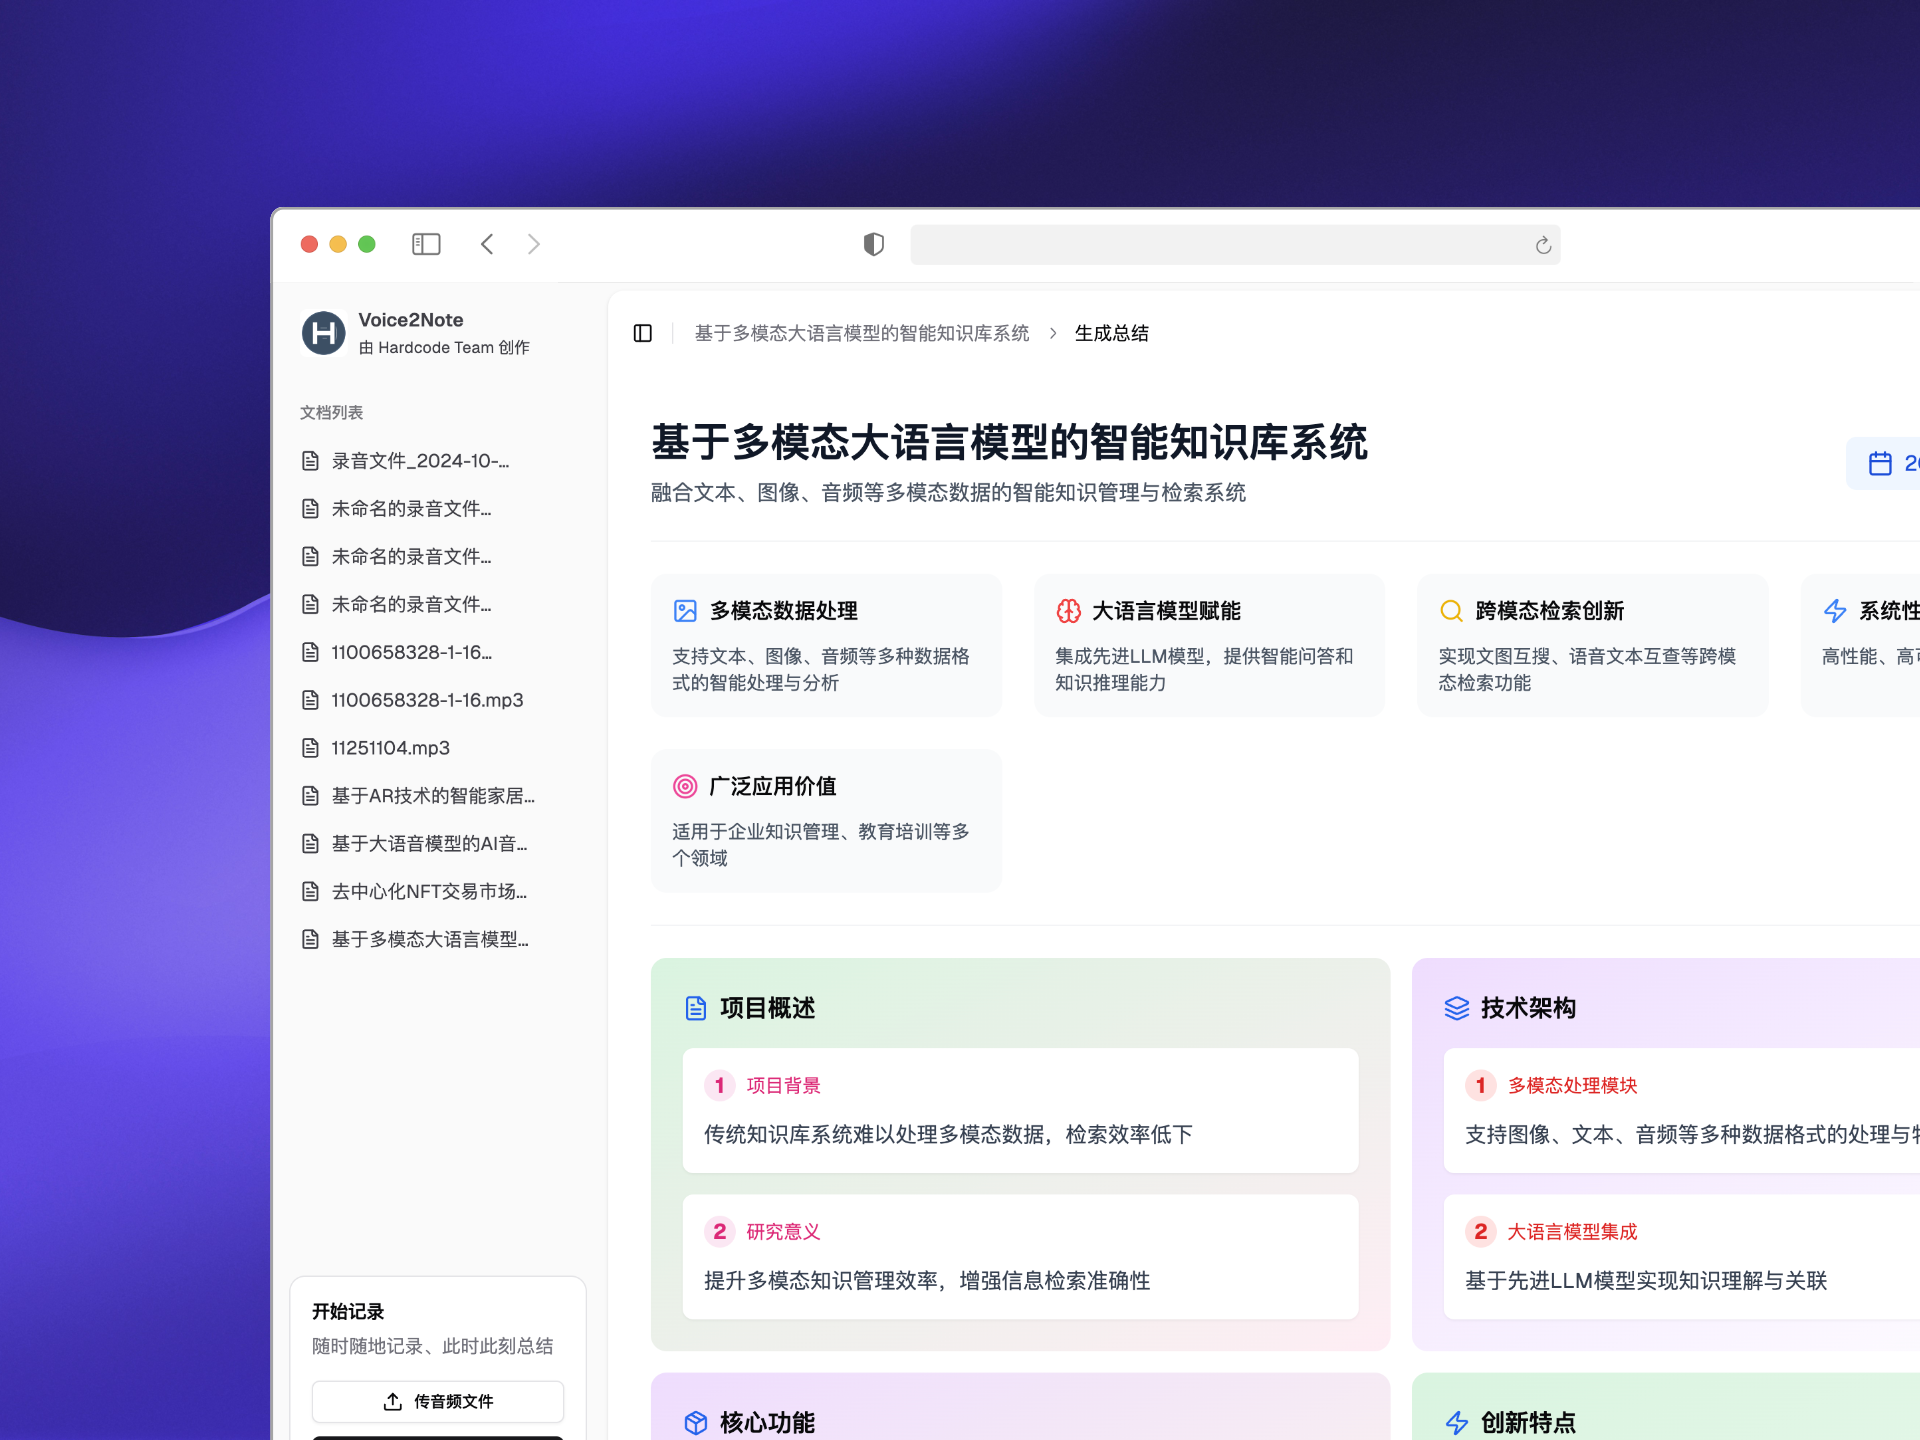 Voice2Note
由 Hardcode Team 创作
文档列表
录音文件_2024-10-...
未命名的录音文件...
未命名的录音文件...
未命名的录音文件...
1100658328-1-16...
1100658328-1-16.mp3
11251104.mp3
基于AR技术的智能家居...
基于大语音模型的AI音...
去中心化NFT交易市场...
基于多模态大语言模型...
开始记录
随时随地记录、此时此刻总结
传音频文件
基于多模态大语言模型的智能知识库系统 > 生成总结
基于多模态大语言模型的智能知识库系统
融合文本、图像、音频等多模态数据的智能知识管理与检索系统
多模态数据处理
支持文本、图像、音频等多种数据格
式的智能处理与分析
大语言模型赋能
集成先进LLM模型，提供智能问答和
知识推理能力
跨模态检索创新
实现文图互搜、语音文本互查等跨模
态检索功能
系统性
高性能、高
广泛应用价值
适用于企业知识管理、教育培训等多
个领域
项目概述
1 项目背景
传统知识库系统难以处理多模态数据，检索效率低下
2 研究意义
提升多模态知识管理效率，增强信息检索准确性
技术架构
1 多模态处理模块
支持图像、文本、音频等多种数据格式的处理与
2 大语言模型集成
基于先进LLM模型实现知识理解与关联
核心功能
创新特点